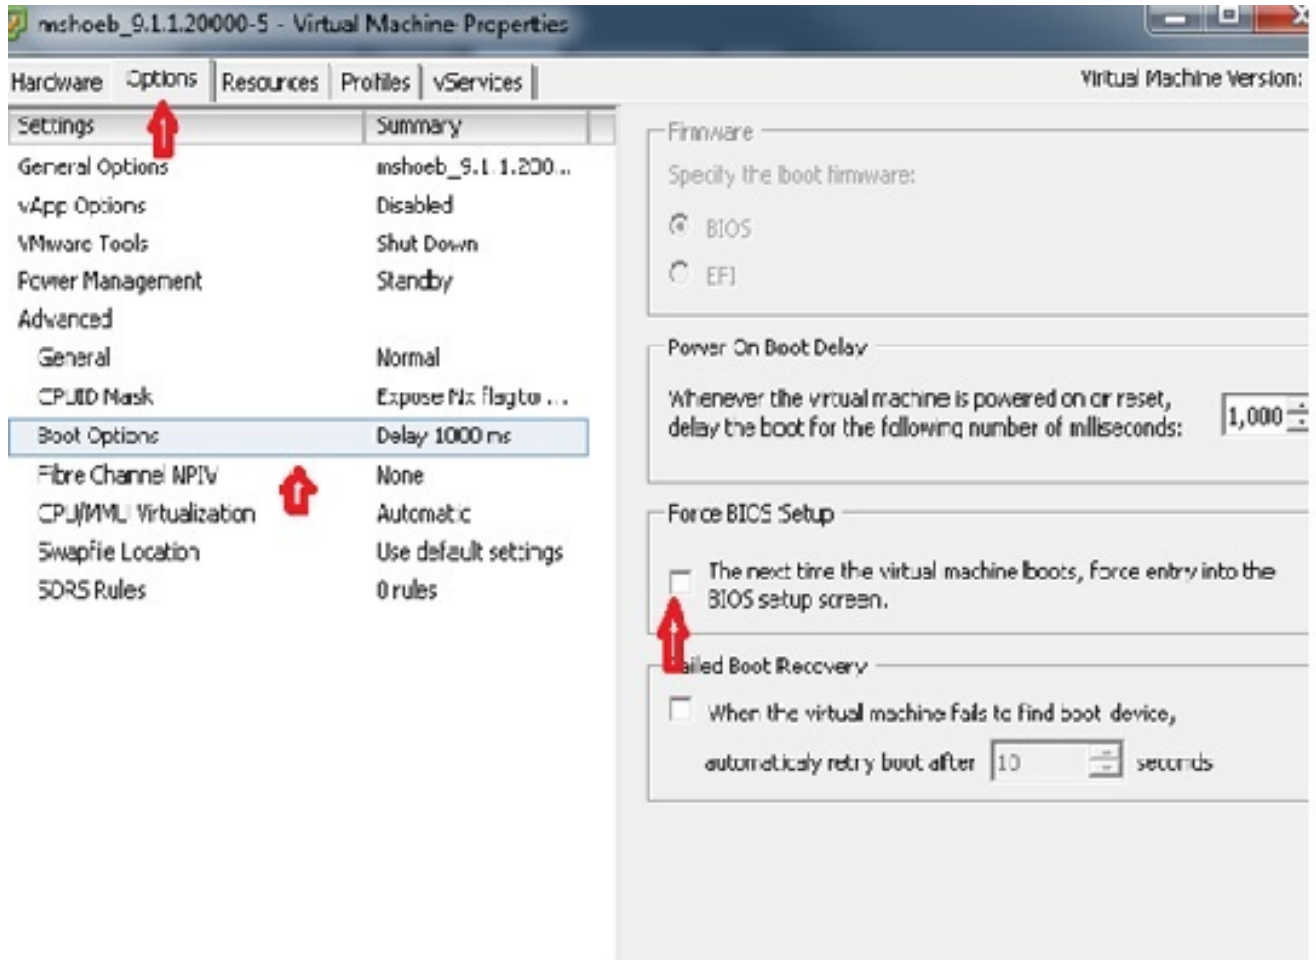 mshoeb_9.1.1.20000-5 - Virtual Machine Properties
Hardware Options Resources Profiles vServices Virtual Machine Version:
Settings Summary
General Options mshoeb_9.1.1.200...
vApp Options Disabled
VMware Tools Shut Down
Power Management Standby
Advanced
General Normal
CPUID Mask Expose Nx flag to ...
Boot Options Delay 1000 ms
Fibre Channel NPIV None
CPU/MMU Virtualization Automatic
Swapfile Location Use default settings
SDRS Rules 0 rules
Firmware
Specify the boot firmware:
BIOS
EFI
Power On Boot Delay
Whenever the virtual machine is powered on or reset,
delay the boot for the following number of milliseconds: 1,000
Force BIOS Setup
The next time the virtual machine boots, force entry into the
BIOS setup screen.
Failed Boot Recovery
When the virtual machine fails to find boot device,
automaticaly retry boot after 10 seconds